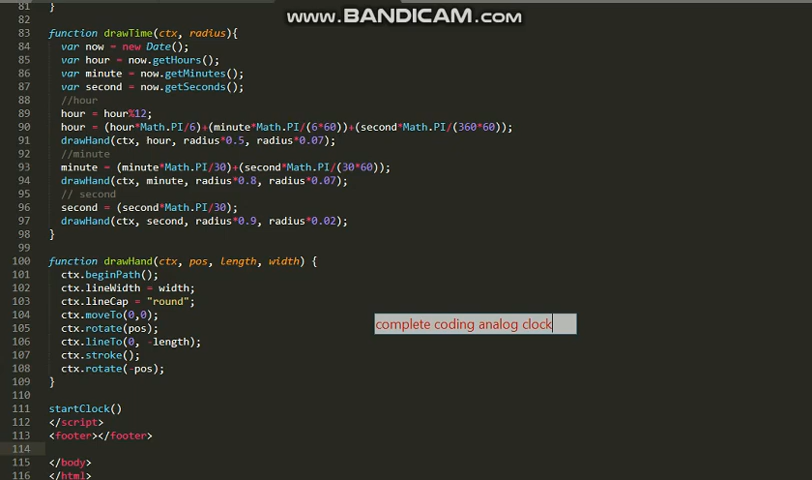 WWW.BANDICAM.COM
81 }
82
83 function drawTime(ctx, radius){
84 var now = new Date();
85 var hour = now.getHours();
86 var minute = now.getMinutes();
87 var second = now.getSeconds();
88 //hour
89 hour = hour%12;
90 hour = (hour*Math.PI/6)+(minute*Math.PI/(6*60))+(second*Math.PI/(360*60));
91 drawHand(ctx, hour, radius*0.5, radius*0.07);
92 //minute
93 minute = (minute*Math.PI/30)+(second*Math.PI/(30*60));
94 drawHand(ctx, minute, radius*0.8, radius*0.07);
95 // second
96 second = (second*Math.PI/30);
97 drawHand(ctx, second, radius*0.9, radius*0.02);
98 }
99
100 function drawHand(ctx, pos, length, width) {
101 ctx.beginPath();
102 ctx.lineWidth = width;
103 ctx.lineCap = "round";
104 ctx.moveTo(0,0);
complete coding analog clock
105 ctx.rotate(pos);
106 ctx.lineTo(0, -length);
107 ctx.stroke();
108 ctx.rotate(-pos);
109 }
110
111 startClock()
112 </script>
113 <footer></footer>
114
115 </body>
116 </html>